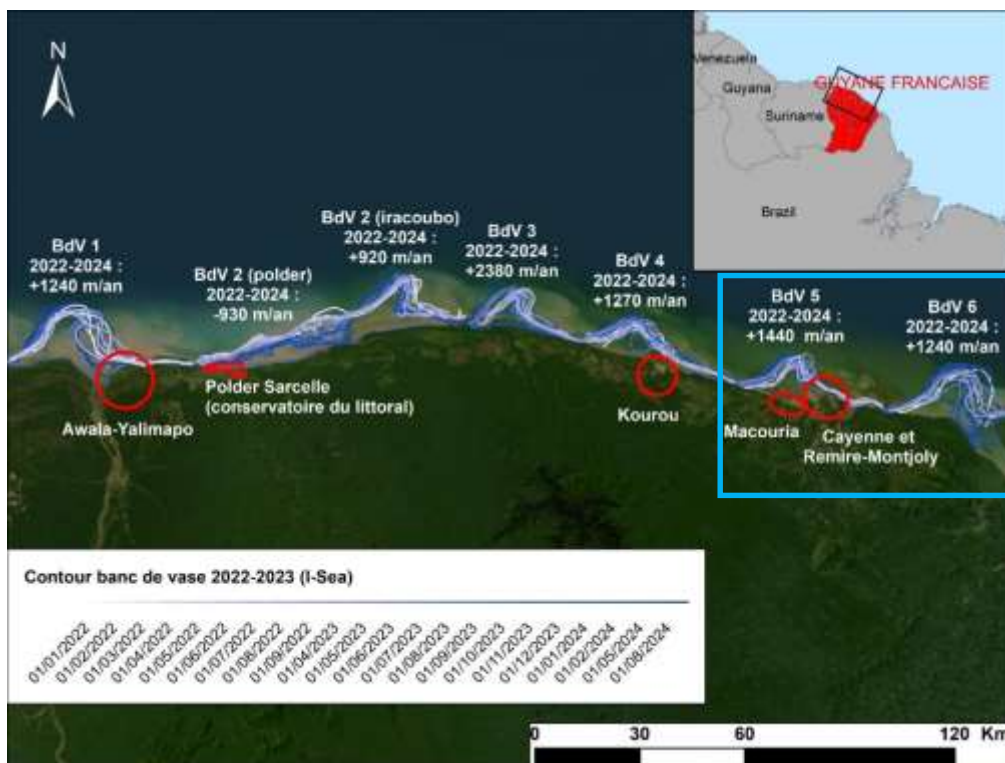 N
Venezuela
Guyana
GUYANE FRANCAISE
Suriname
Brazil
BdV 1
2022-2024 :
+1240 m/an
BdV 2 (polder)
2022-2024 :
-930 m/an
BdV 2 (iracoubo)
2022-2024 :
+920 m/an
BdV 3
2022-2024 :
+2380 m/an
BdV 4
2022-2024 :
+1270 m/an
BdV 5
2022-2024 :
+1440 m/an
BdV 6
2022-2024 :
+1240 m/an
Awala-Yalimapo
Polder Sarcelle
(conservatoire du littoral)
Kourou
Macouria
Cayenne et
Remire-Montjoly
Contour banc de vase 2022-2023 (I-Sea)
01/01/2022
01/02/2022
01/03/2022
01/04/2022
01/05/2022
01/06/2022
01/07/2022
01/08/2022
01/09/2022
01/04/2023
01/05/2023
01/06/2023
01/07/2023
01/08/2023
01/09/2023
01/10/2023
01/11/2023
01/12/2023
01/01/2024
01/02/2024
01/05/2024
01/08/2024
0 30 60 120 Km